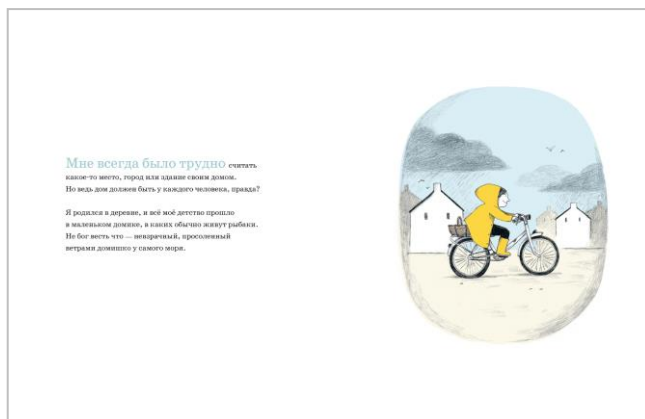 Мне всегда было трудно считать
какое-то место, город или здание своим домом.
Но ведь дом должен быть у каждого человека, правда?
Я родился в деревне, и всё моё детство прошло
в маленьком домике, в каких обычно живут рыбаки.
Не бог весть что — невзрачный, просоленный
ветрами домишко у самого моря.